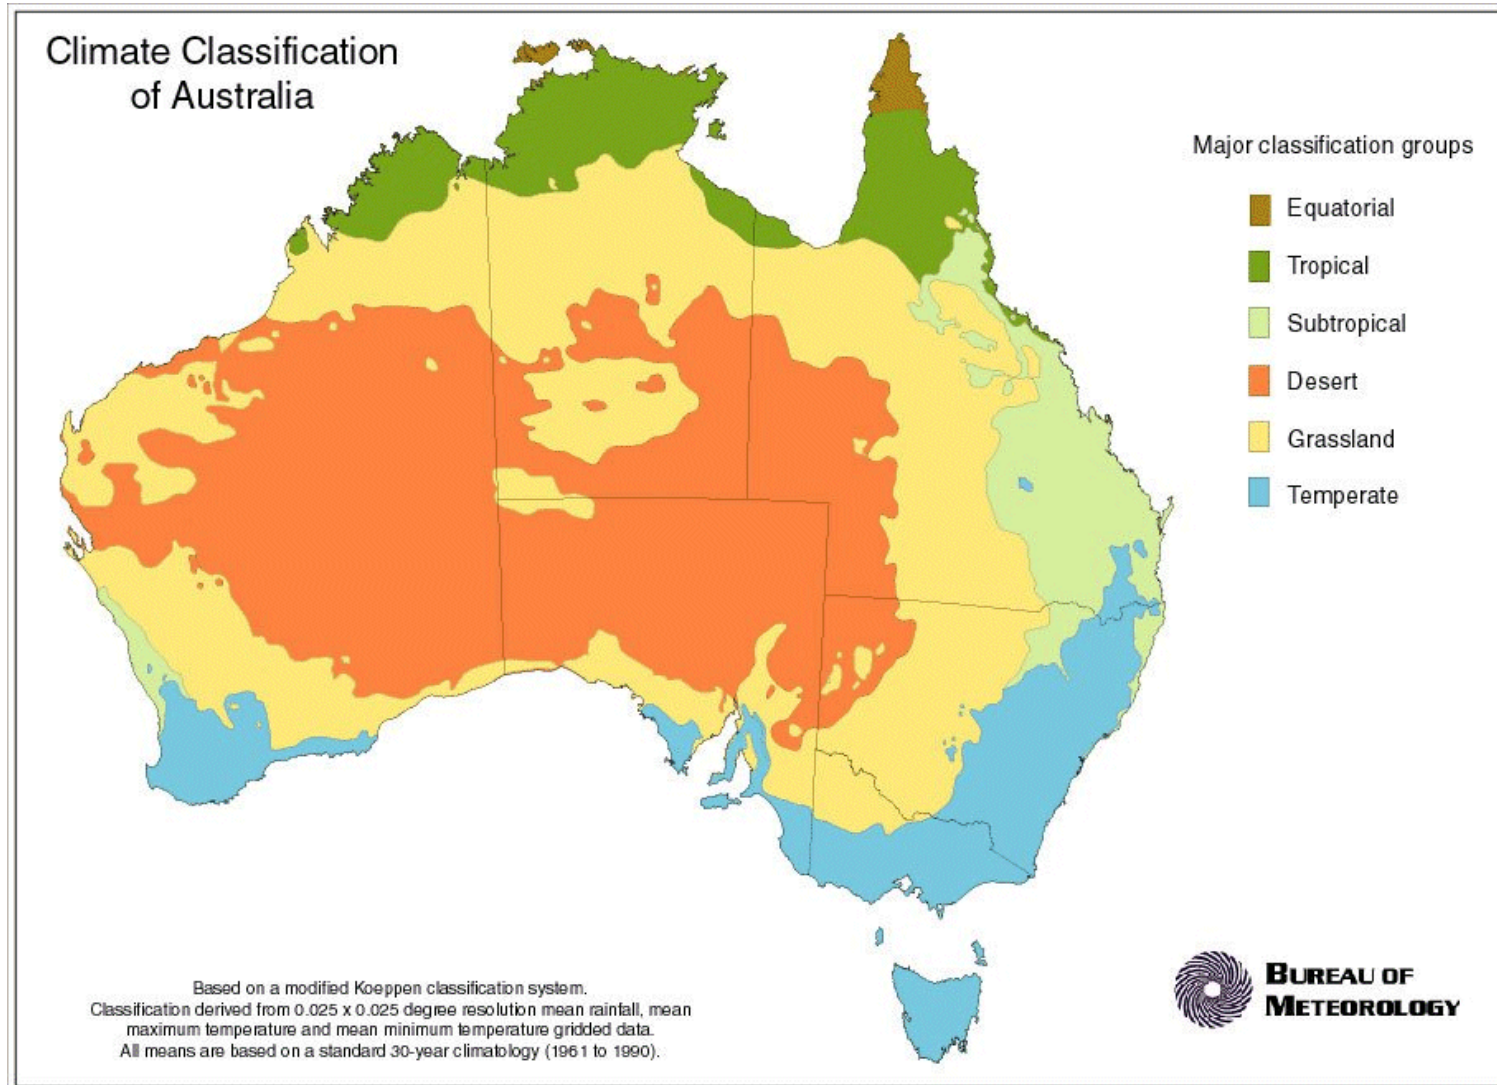 Climate Classification
of Australia
Major classification groups
Equatorial
Tropical
Subtropical
Desert
Grassland
Temperate
Based on a modified Koeppen classification system.
Classification derived from 0.025 x 0.025 degree resolution mean rainfall, mean
maximum temperature and mean minimum temperature gridded data.
All means are based on a standard 30-year climatology (1961 to 1990).
BUREAU OF
METEOROLOGY